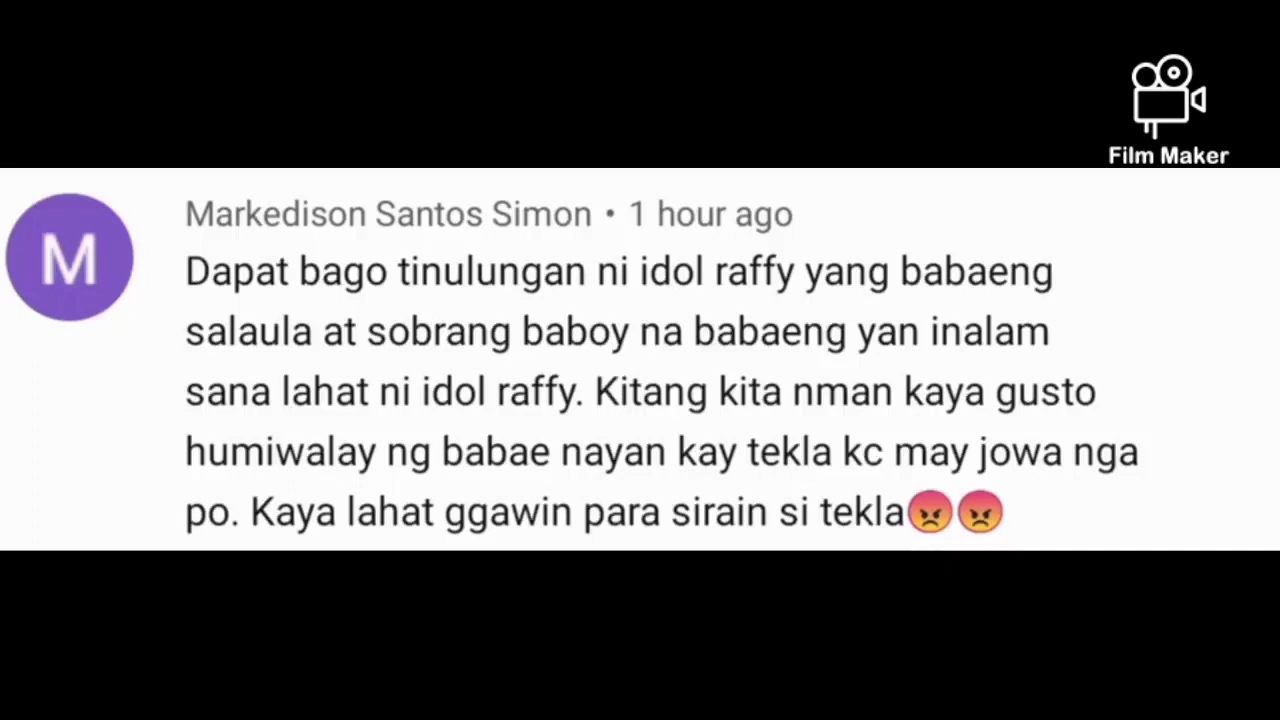 Film Maker
M
Markedison Santos Simon • 1 hour ago
Dapat bago tinulungan ni idol raffy yang babaeng
salaula at sobrang baboy na babaeng yan inalam
sana lahat ni idol raffy. Kitang kita nman kaya gusto
humiwalay ng babae nayan kay tekla kc may jowa nga
po. Kaya lahat ggawin para sirain si tekla😡😡